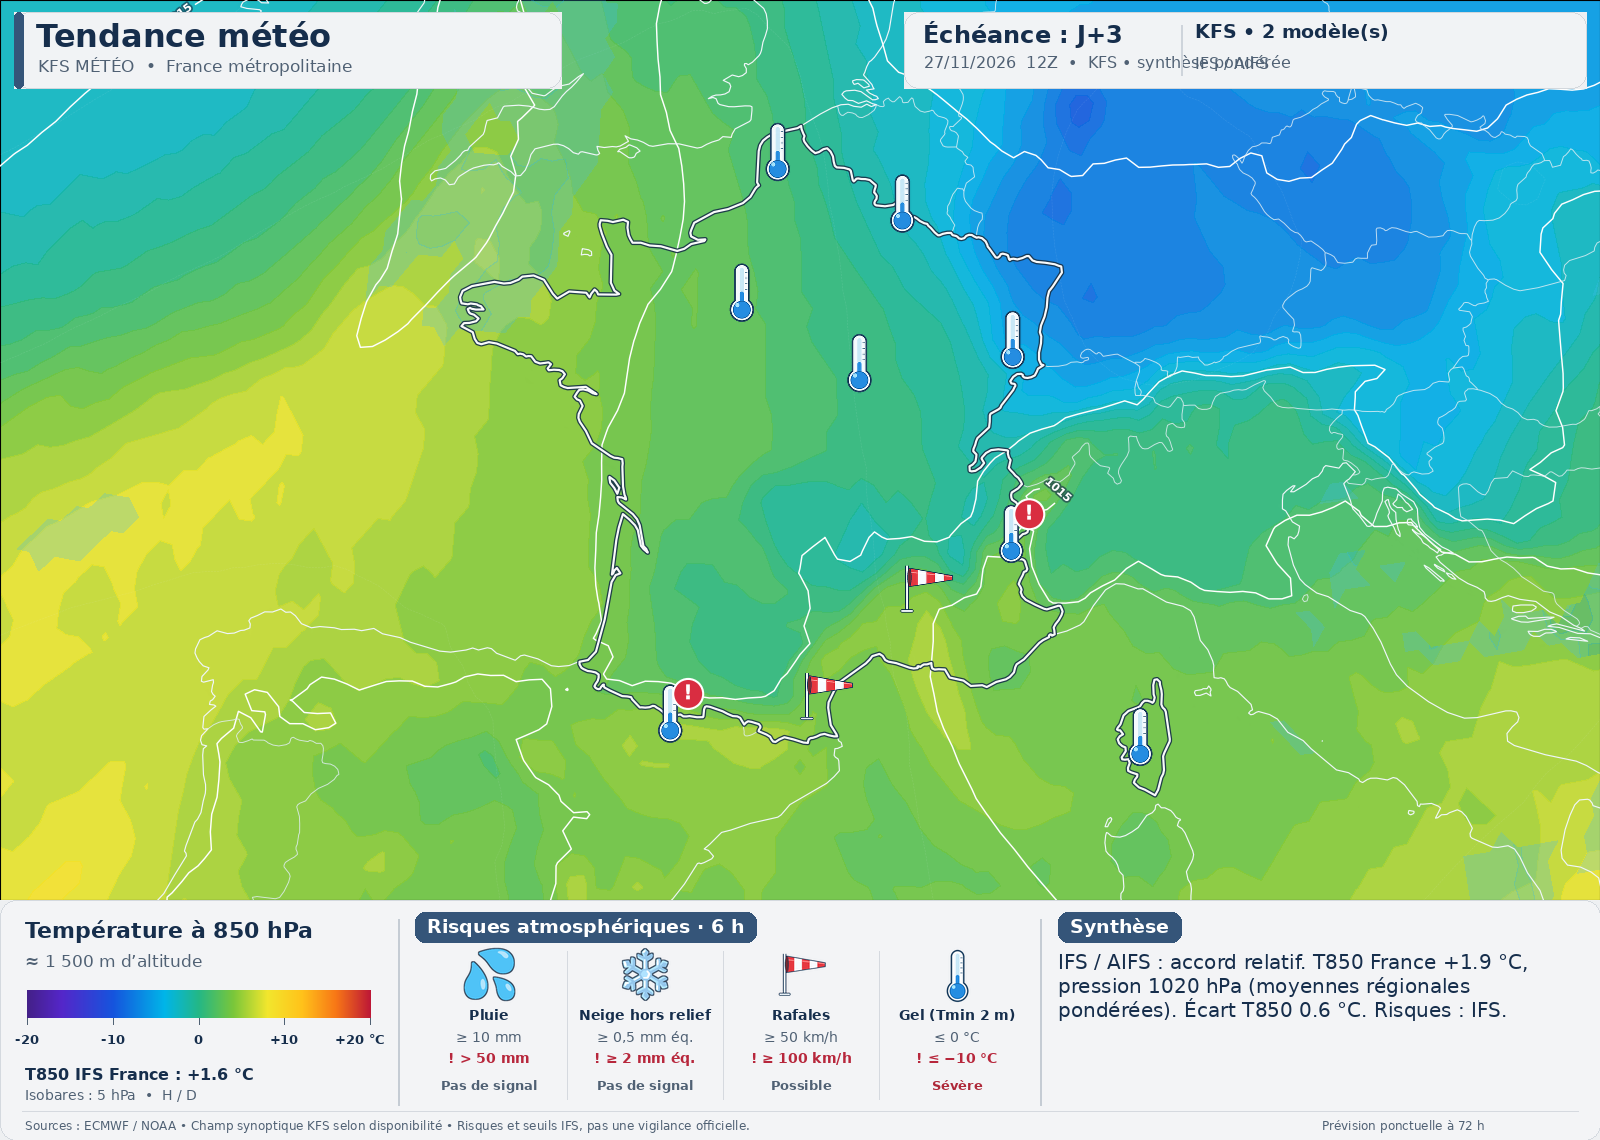 Tendance météo
KFS MÉTÉO • France métropolitaine
Échéance : J+3
27/11/2026 12Z • KFS • synthèse pondérée
KFS • 2 modèle(s)
IFS / AIFS
15
1015
!
!
Température à 850 hPa
≈ 1 500 m d’altitude
-20 -10 0 +10 +20 °C
T850 IFS France : +1.6 °C
Isobares : 5 hPa • H / D
Risques atmosphériques · 6 h
Pluie
≥ 10 mm
! > 50 mm
Pas de signal
Neige hors relief
≥ 0,5 mm éq.
! ≥ 2 mm éq.
Pas de signal
Rafales
≥ 50 km/h
! ≥ 100 km/h
Possible
Gel (Tmin 2 m)
≤ 0 °C
! ≤ −10 °C
Sévère
Synthèse
IFS / AIFS : accord relatif. T850 France +1.9 °C,
pression 1020 hPa (moyennes régionales
pondérées). Écart T850 0.6 °C. Risques : IFS.
Sources : ECMWF / NOAA • Champ synoptique KFS selon disponibilité • Risques et seuils IFS, pas une vigilance officielle.
Prévision ponctuelle à 72 h